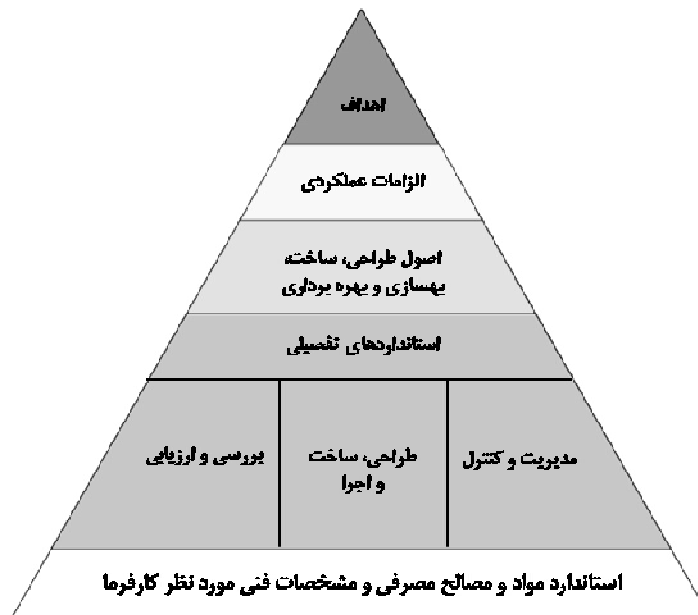 اهداف
الزامات عملکردی
اصول طراحی، ساخت،
بهسازی و بهره برداری
استانداردهای تفصیلی
مدیریت و کنترل
طراحی، ساخت
و اجرا
بررسی و ارزیابی
استاندارد مواد و مصالح مصرفی و مشخصات فنی مورد نظر کارفرما